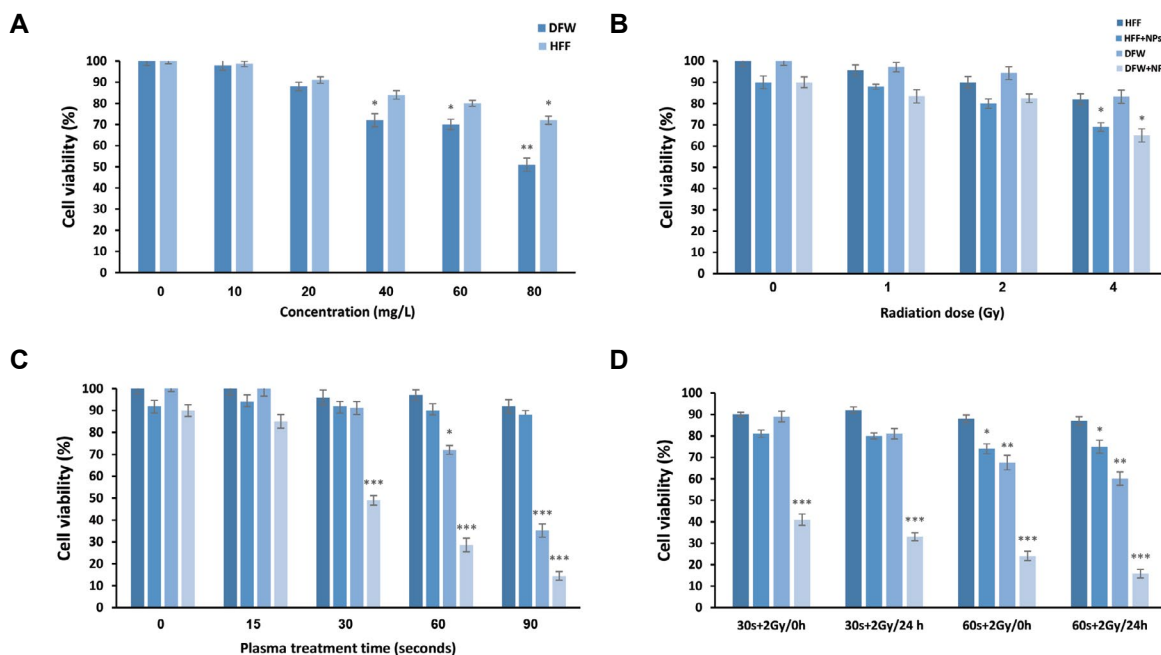 A
DFW
HFF
Cell viability (%)
100
90
80
70
60
50
40
30
20
10
0
* * * ** *
0 10 20 40 60 80
Concentration (mg/L)
B
HFF
HFF+NPs
DFW
DFW+NP
Cell viability (%)
100
90
80
70
60
50
40
30
20
10
0
* *
0 1 2 4
Radiation dose (Gy)
C
Cell viability (%)
100
90
80
70
60
50
40
30
20
10
0
*** * *** *** ***
0 15 30 60 90
Plasma treatment time (seconds)
D
Cell viability (%)
100
90
80
70
60
50
40
30
20
10
0
*** *** * ** *** * ** ***
30s+2Gy/0h 30s+2Gy/24 h 60s+2Gy/0h 60s+2Gy/24h